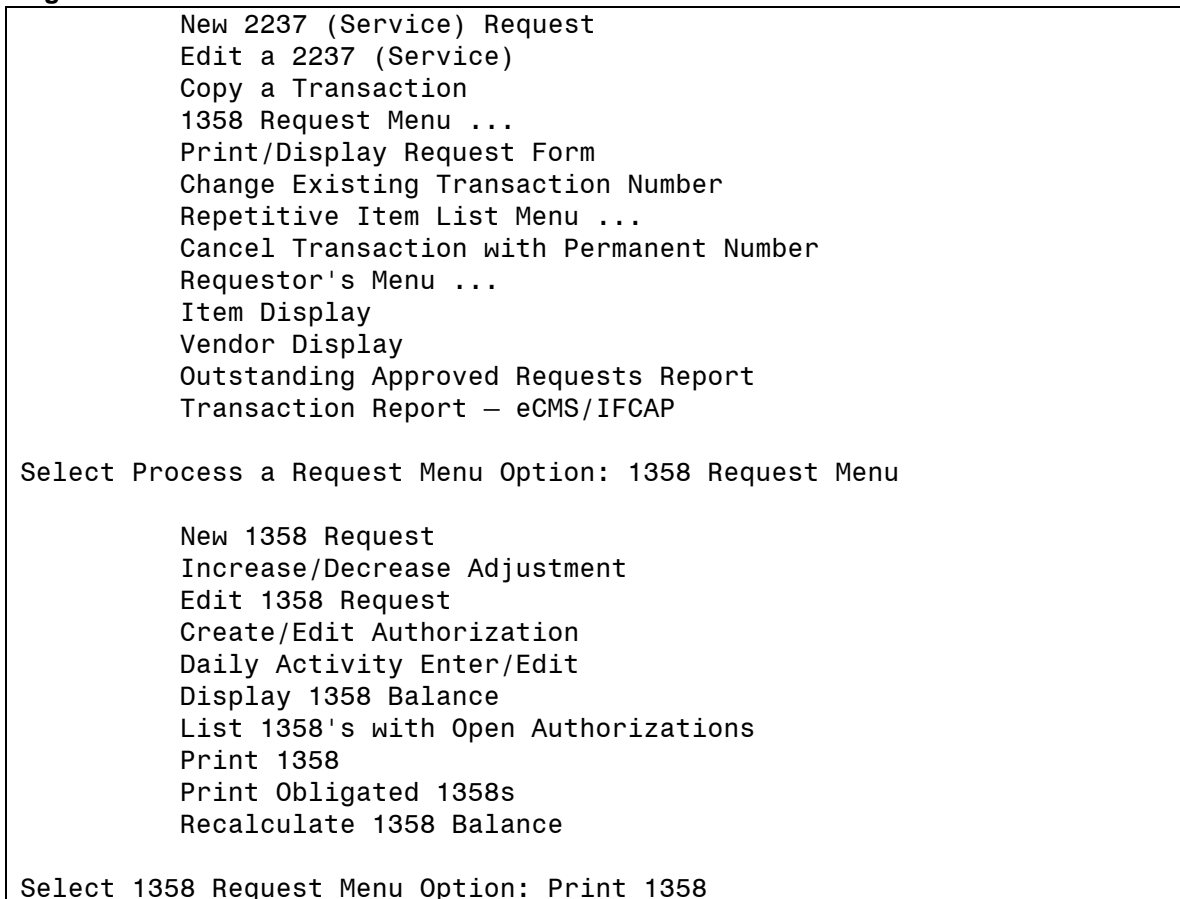 New 2237 (Service) Request
Edit a 2237 (Service)
Copy a Transaction
1358 Request Menu ...
Print/Display Request Form
Change Existing Transaction Number
Repetitive Item List Menu ...
Cancel Transaction with Permanent Number
Requestor's Menu ...
Item Display
Vendor Display
Outstanding Approved Requests Report
Transaction Report – eCMS/IFCAP
Select Process a Request Menu Option: 1358 Request Menu
New 1358 Request
Increase/Decrease Adjustment
Edit 1358 Request
Create/Edit Authorization
Daily Activity Enter/Edit
Display 1358 Balance
List 1358's with Open Authorizations
Print 1358
Print Obligated 1358s
Recalculate 1358 Balance
Select 1358 Request Menu Option: Print 1358